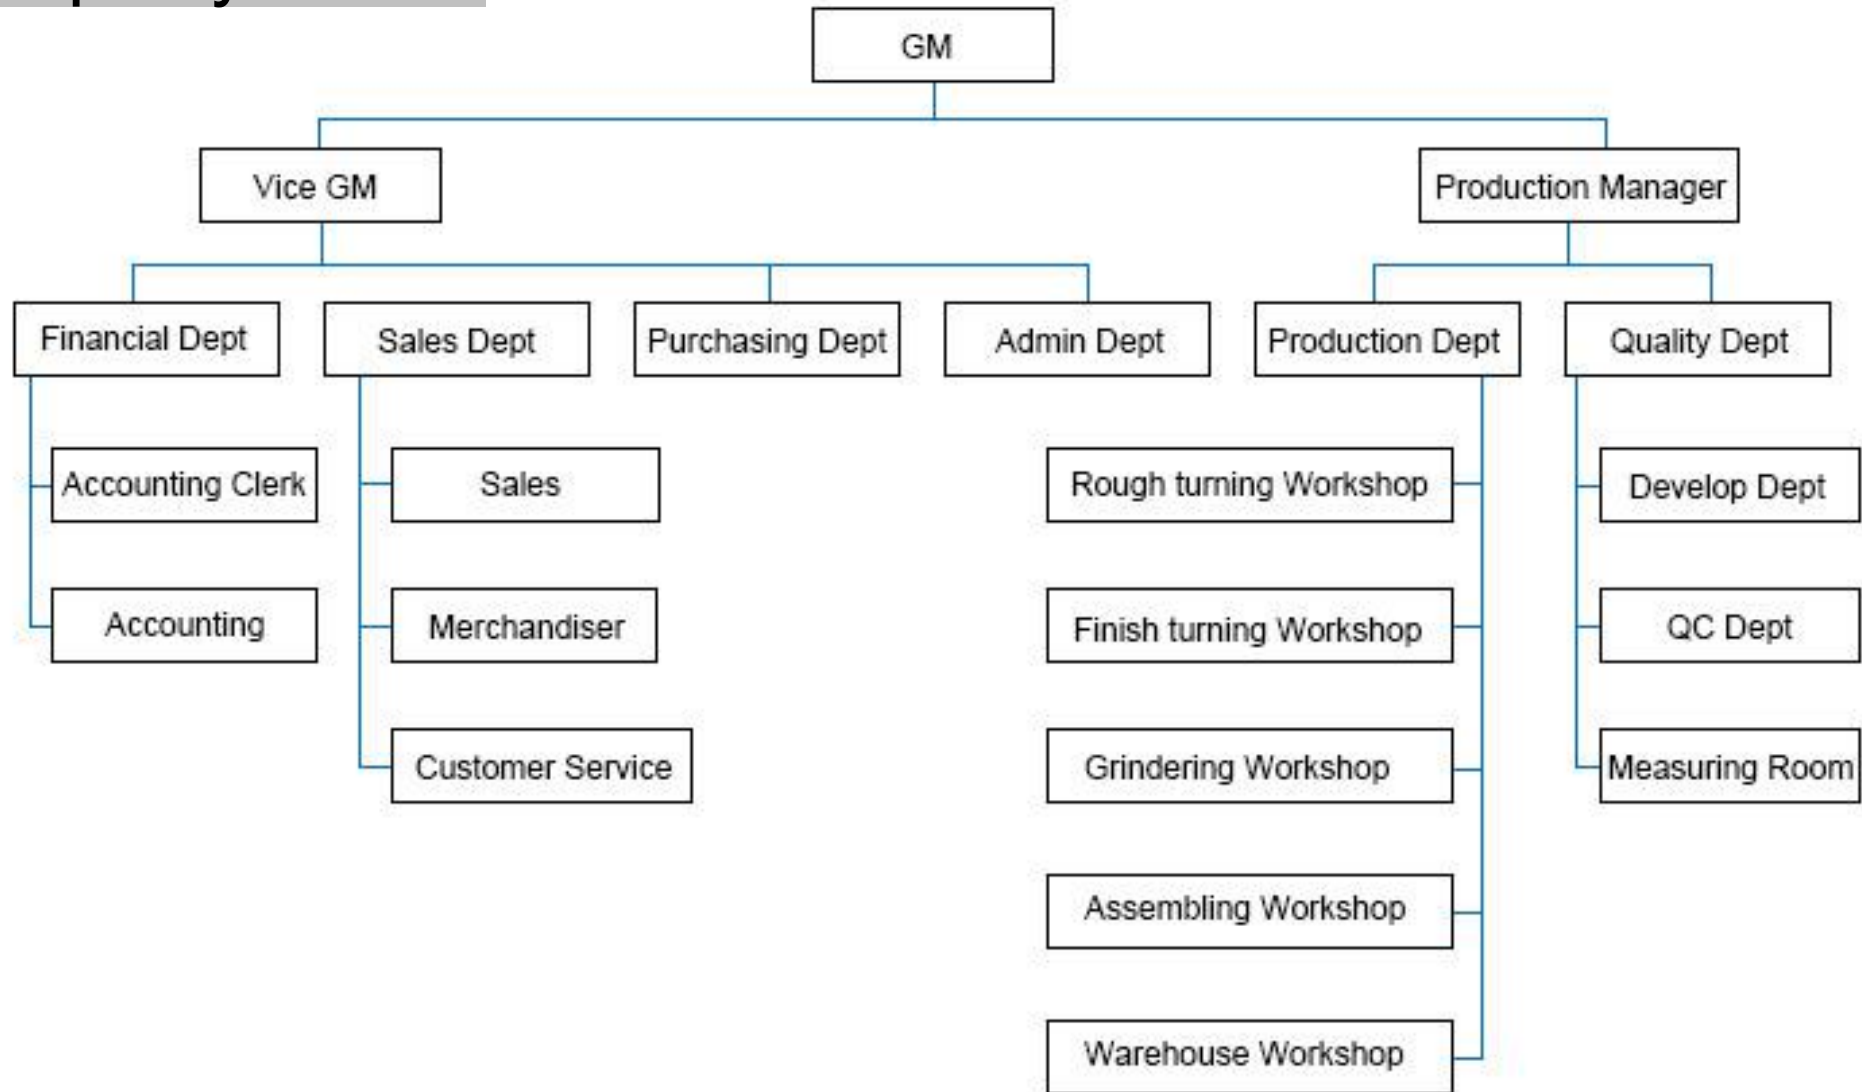 GM
Vice GM
Production Manager
Financial Dept
Sales Dept
Purchasing Dept
Admin Dept
Production Dept
Quality Dept
Accounting Clerk
Sales
Rough turning Workshop
Develop Dept
Accounting
Merchandiser
Finish turning Workshop
QC Dept
Customer Service
Grindering Workshop
Measuring Room
Assembling Workshop
Warehouse Workshop